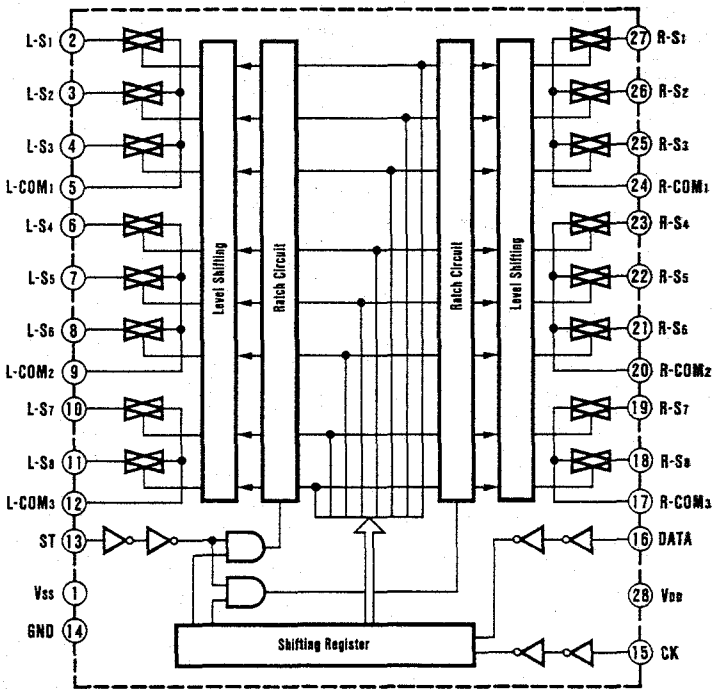 L-S1 2
L-S2 3
L-S3 4
L-COM1 5
L-S4 6
L-S5 7
L-S6 8
L-COM2 9
L-S7 10
L-S8 11
L-COM3 12
ST 13
Vss 1
GND 14
Level Shifting
Ratch Circuit
Ratch Circuit
Level Shifting
Shifting Register
27 R-S1
26 R-S2
25 R-S3
24 R-COM1
23 R-S4
22 R-S5
21 R-S6
20 R-COM2
19 R-S7
18 R-S8
17 R-COM3
16 DATA
28 VDD
15 CK